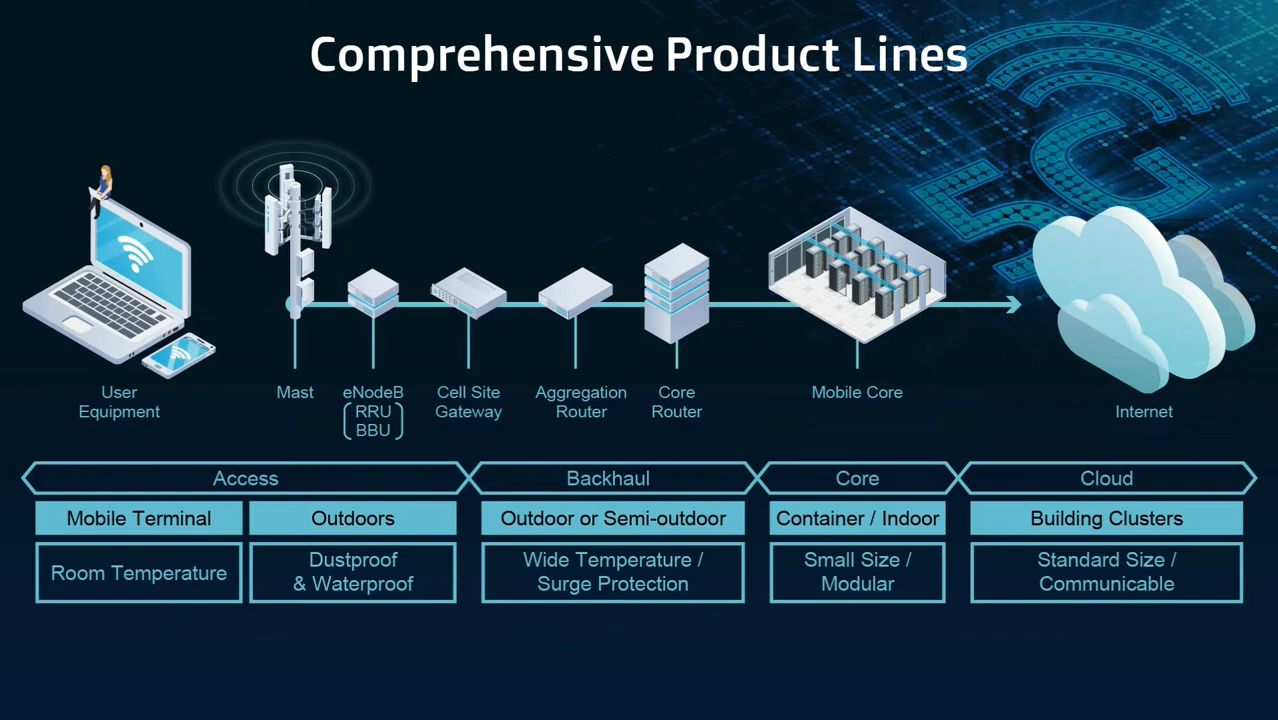 Comprehensive Product Lines
5G
User
Equipment
Mast
eNodeB
RRU
BBU
Cell Site
Gateway
Aggregation
Router
Core
Router
Mobile Core
Internet
Access
Backhaul
Core
Cloud
Mobile Terminal
Outdoors
Outdoor or Semi-outdoor
Container / Indoor
Building Clusters
Room Temperature
Dustproof
& Waterproof
Wide Temperature /
Surge Protection
Small Size /
Modular
Standard Size /
Communicable